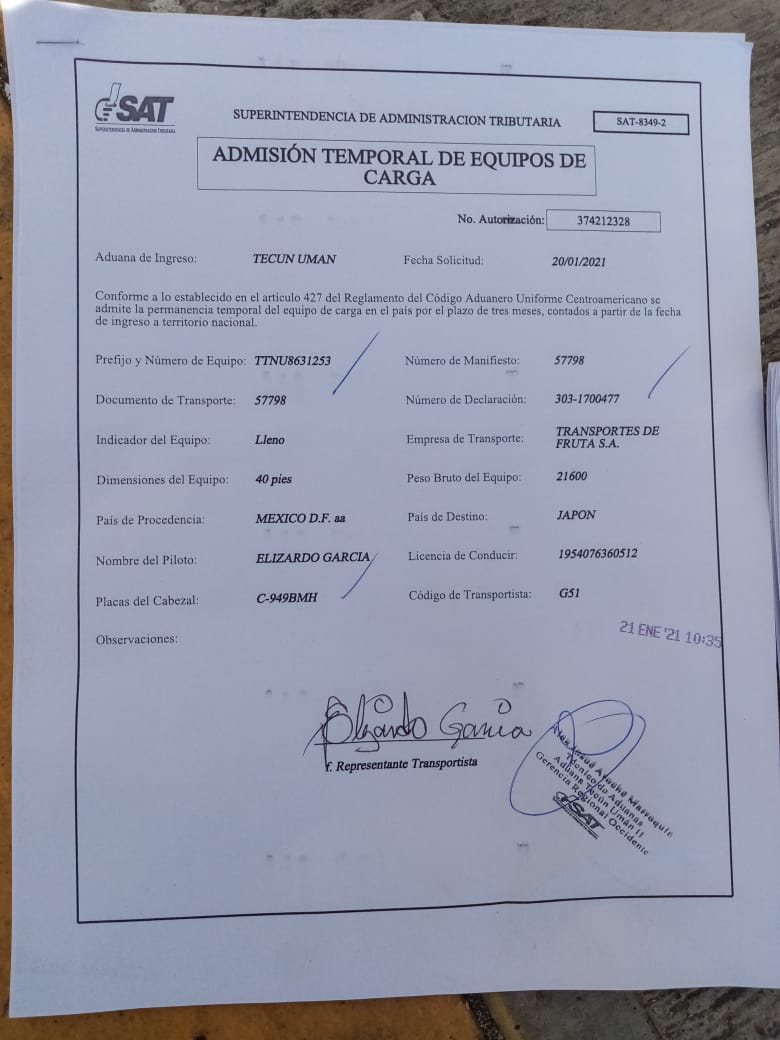 SAT
SUPERINTENDENCIA DE ADMINISTRACION TRIBUTARIA
SUPERINTENDENCIA DE ADMINISTRACION TRIBUTARIA
SAT-8349-2
ADMISIÓN TEMPORAL DE EQUIPOS DE
CARGA
No. Autorización: 374212328
Aduana de Ingreso: TECUN UMAN Fecha Solicitud: 20/01/2021
Conforme a lo establecido en el artículo 427 del Reglamento del Código Aduanero Uniforme Centroamericano se
admite la permanencia temporal del equipo de carga en el país por el plazo de tres meses, contados a partir de la fecha
de ingreso a territorio nacional.
Prefijo y Número de Equipo: TTNU8631253 Número de Manifiesto: 57798
Documento de Transporte: 57798 Número de Declaración: 303-1700477
Indicador del Equipo: Lleno Empresa de Transporte: TRANSPORTES DE
FRUTA S.A.
Dimensiones del Equipo: 40 pies Peso Bruto del Equipo: 21600
País de Procedencia: MEXICO D.F. aa País de Destino: JAPON
Nombre del Piloto: ELIZARDO GARCIA Licencia de Conducir: 1954076360512
Placas del Cabezal: C-949BMH Código de Transportista: G51
Observaciones:
21 ENE '21 10:35
Elizardo Garcia
f. Representante Transportista
Marroquin
Técnico de Aduanas
Aduana Tecún Umán II
Gerencia Regional Occidente
SAT